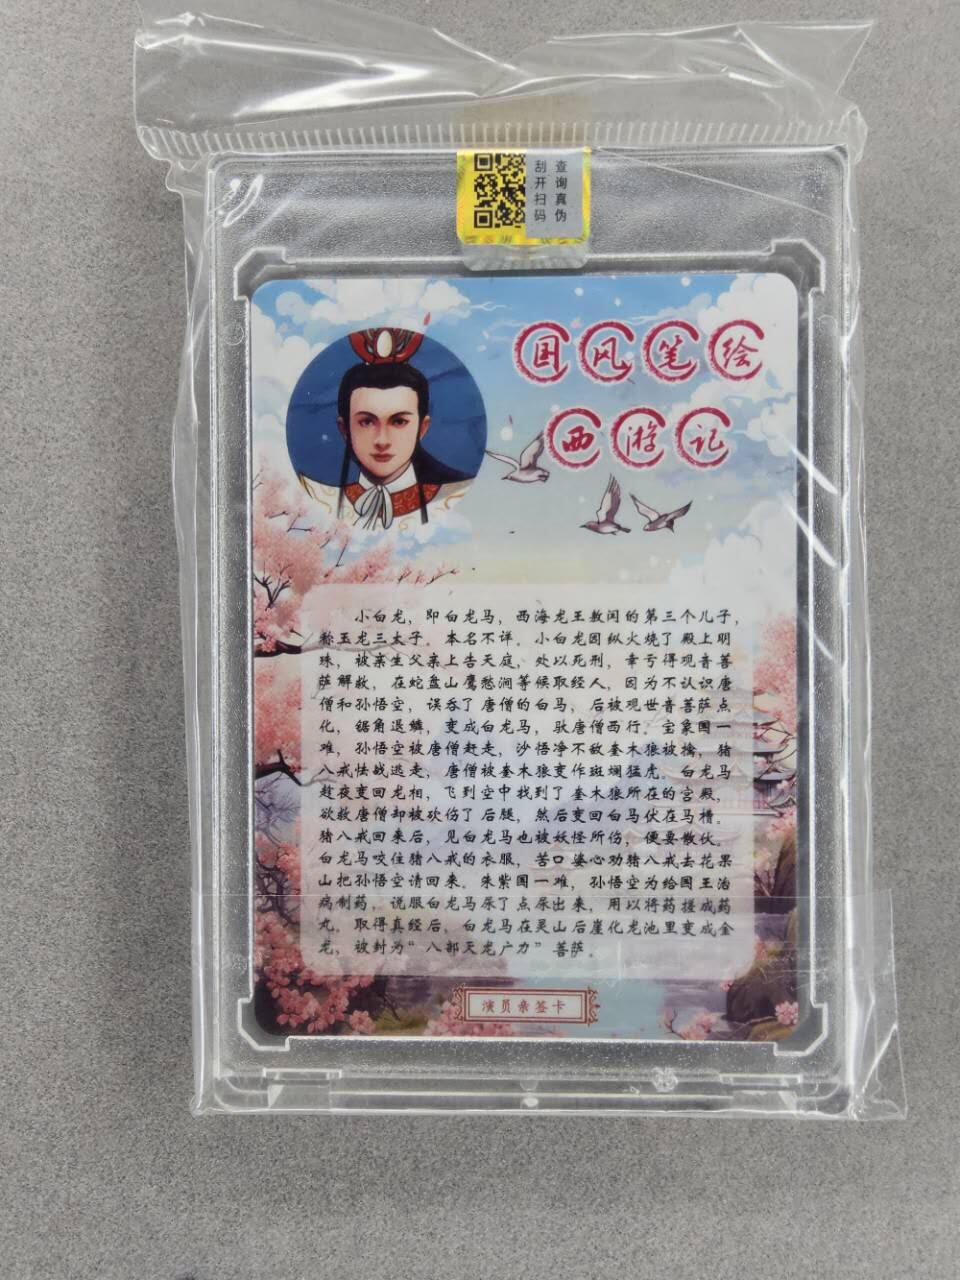 查询真伪
刮开扫码
国风笔绘
西游记
小白龙，即白龙马，西海龙王敖闰的第三个儿子，
称玉龙三太子。本名不详。小白龙因纵火烧了殿上明
珠，被亲生父亲上告天庭，处以死刑，幸亏得观音菩
萨解救，在蛇盘山鹰愁涧等候取经人，因为不认识唐
僧和孙悟空，误吞了唐僧的白马，后被观世音菩萨点
化，锯角退鳞，变成白龙马，驮唐僧西行。宝象国一
难，孙悟空被唐僧赶走，沙悟净不敌奎木狼被擒，猪
八戒怯战逃走，唐僧被奎木狼变作斑斓猛虎。白龙马
趁夜变回龙相，飞到空中找到了奎木狼所在的宫殿，
欲救唐僧却被砍伤了后腿，然后变回白马伏在马槽。
猪八戒回来后，见白龙马也被妖怪所伤，便要散伙。
白龙马咬住猪八戒的衣服，苦口婆心劝猪八戒去花果
山把孙悟空请回来。朱紫国一难，孙悟空为给国王治
病制药，说服白龙马尿了点尿出来，用以将药搓成药
丸。取得真经后，白龙马在灵山后崖化龙池里变成金
龙，被封为“八部天龙广力”菩萨。
演员亲签卡